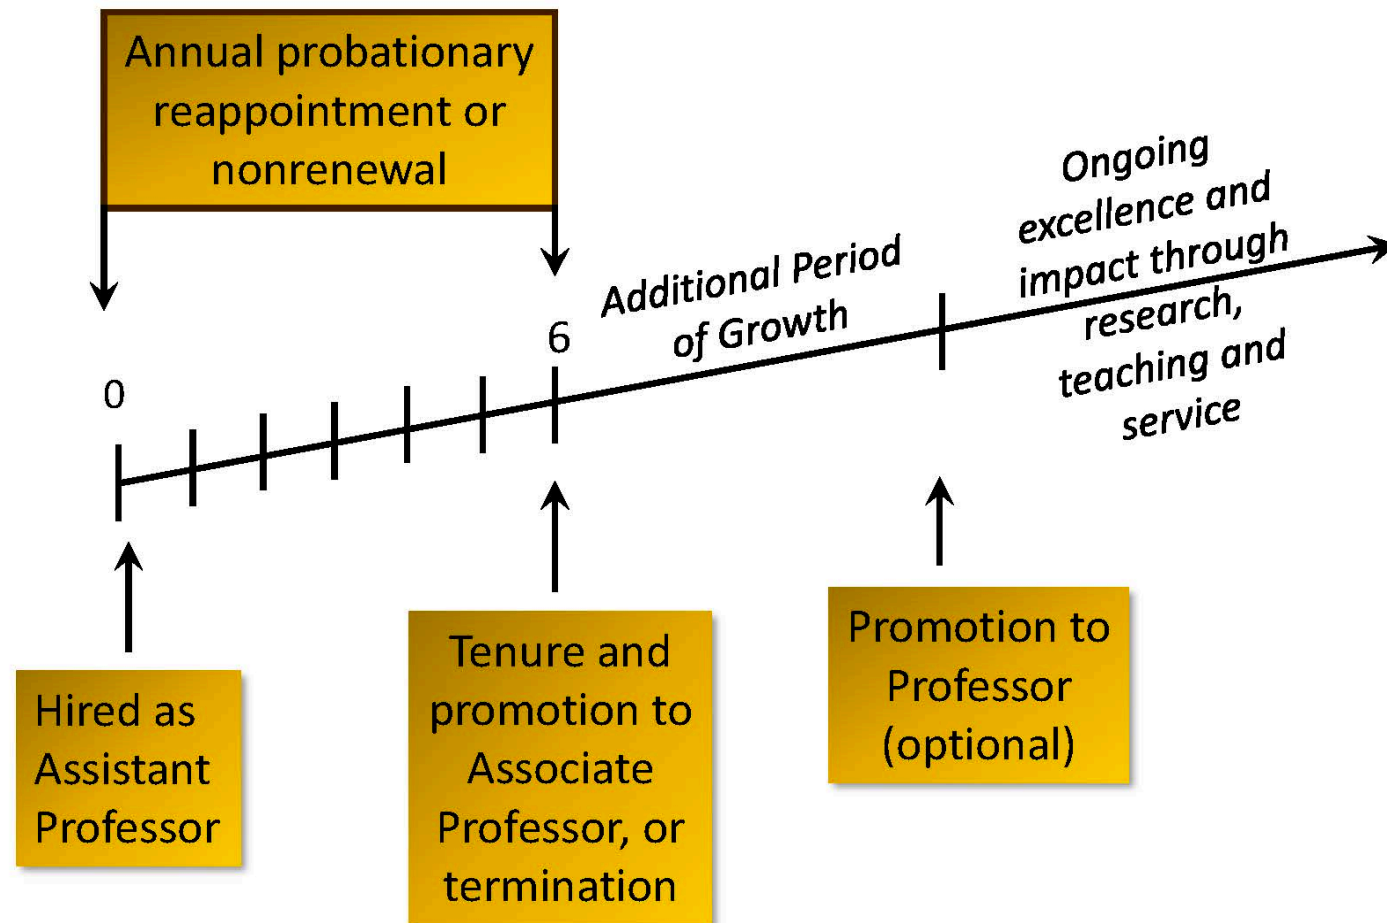 Annual probationary
reappointment or
nonrenewal
0
6
Additional Period
of Growth
Ongoing
excellence and
impact through
research,
teaching and
service
Hired as
Assistant
Professor
Tenure and
promotion to
Associate
Professor, or
termination
Promotion to
Professor
(optional)